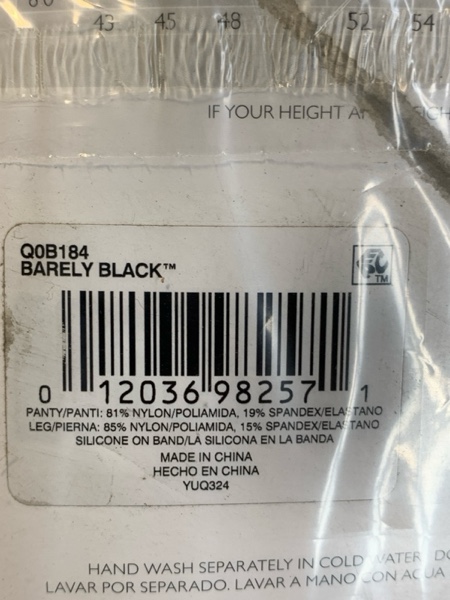 43 45 48 52 54
IF YOUR HEIGHT
Q0B184
BARELY BLACK™
TM
0 12036 98257 1
PANTY/PANTI: 81% NYLON/POLIAMIDA, 19% SPANDEX/ELASTANO
LEG/PIERNA: 85% NYLON/POLIAMIDA, 15% SPANDEX/ELASTANO
SILICONE ON BAND/LA SILICONA EN LA BANDA
MADE IN CHINA
HECHO EN CHINA
YUQ324
HAND WASH SEPARATELY IN COLD WATER
LAVAR POR SEPARADO. LAVAR A MANO CON AGUA